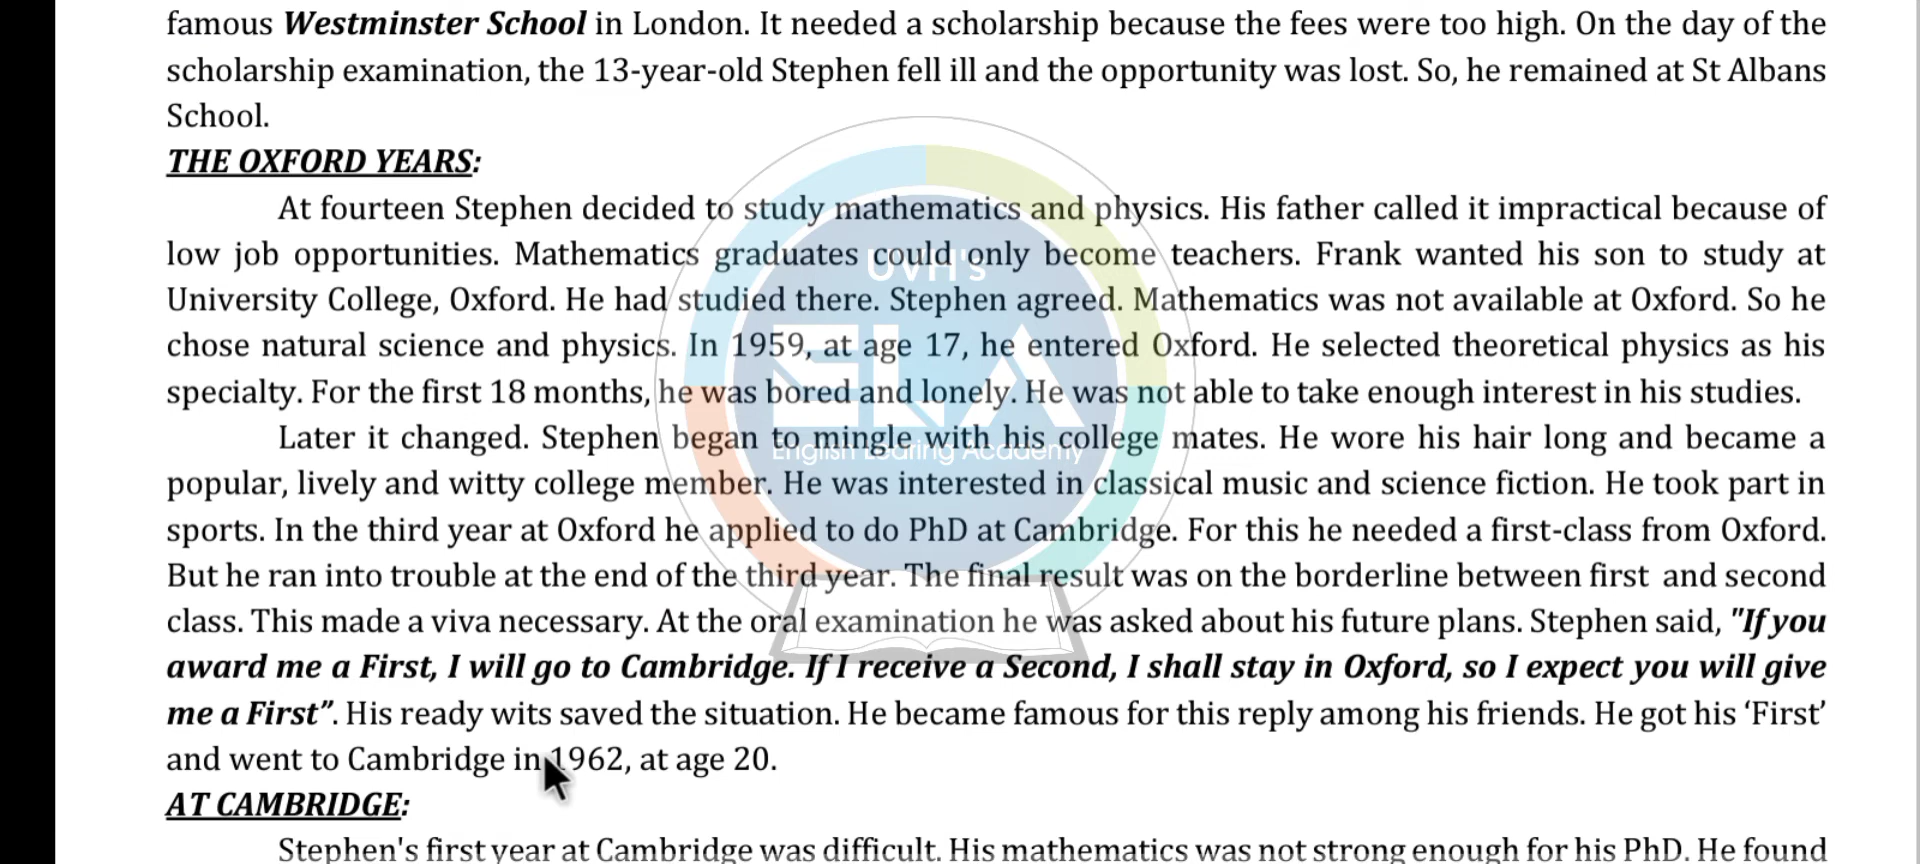 famous Westminster School in London. It needed a scholarship because the fees were too high. On the day of the
scholarship examination, the 13-year-old Stephen fell ill and the opportunity was lost. So, he remained at St Albans
School.
THE OXFORD YEARS:
At fourteen Stephen decided to study mathematics and physics. His father called it impractical because of
low job opportunities. Mathematics graduates could only become teachers. Frank wanted his son to study at
University College, Oxford. He had studied there. Stephen agreed. Mathematics was not available at Oxford. So he
chose natural science and physics. In 1959, at age 17, he entered Oxford. He selected theoretical physics as his
specialty. For the first 18 months, he was bored and lonely. He was not able to take enough interest in his studies.
Later it changed. Stephen began to mingle with his college mates. He wore his hair long and became a
popular, lively and witty college member. He was interested in classical music and science fiction. He took part in
sports. In the third year at Oxford he applied to do PhD at Cambridge. For this he needed a first-class from Oxford.
But he ran into trouble at the end of the third year. The final result was on the borderline between first and second
class. This made a viva necessary. At the oral examination he was asked about his future plans. Stephen said, "If you
award me a First, I will go to Cambridge. If I receive a Second, I shall stay in Oxford, so I expect you will give
me a First”. His ready wits saved the situation. He became famous for this reply among his friends. He got his ‘First’
and went to Cambridge in 1962, at age 20.
AT CAMBRIDGE:
Stephen's first year at Cambridge was difficult. His mathematics was not strong enough for his PhD. He found
UVH's
ELA
English Learing Academy